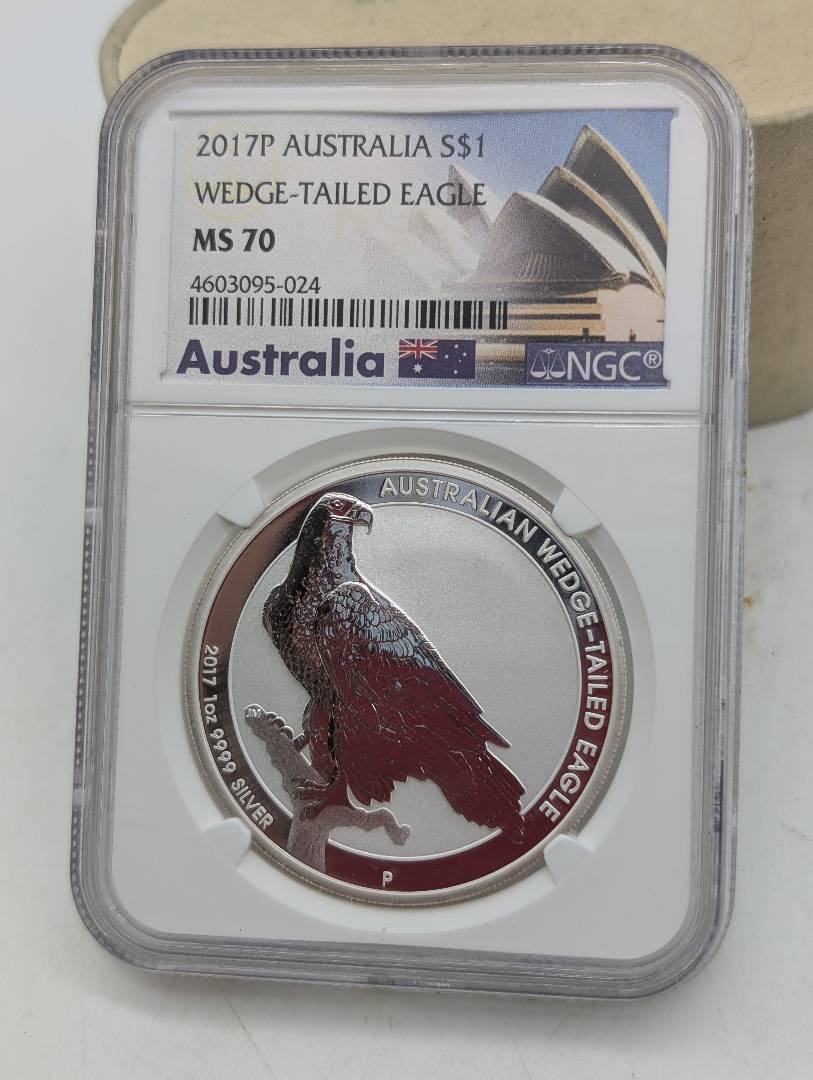 2017P AUSTRALIA S$1
WEDGE-TAILED EAGLE
MS 70
4603095-024
Australia
NGC®
AUSTRALIAN WEDGE-TAILED EAGLE
2017 1oz 9999 SILVER
JM
P